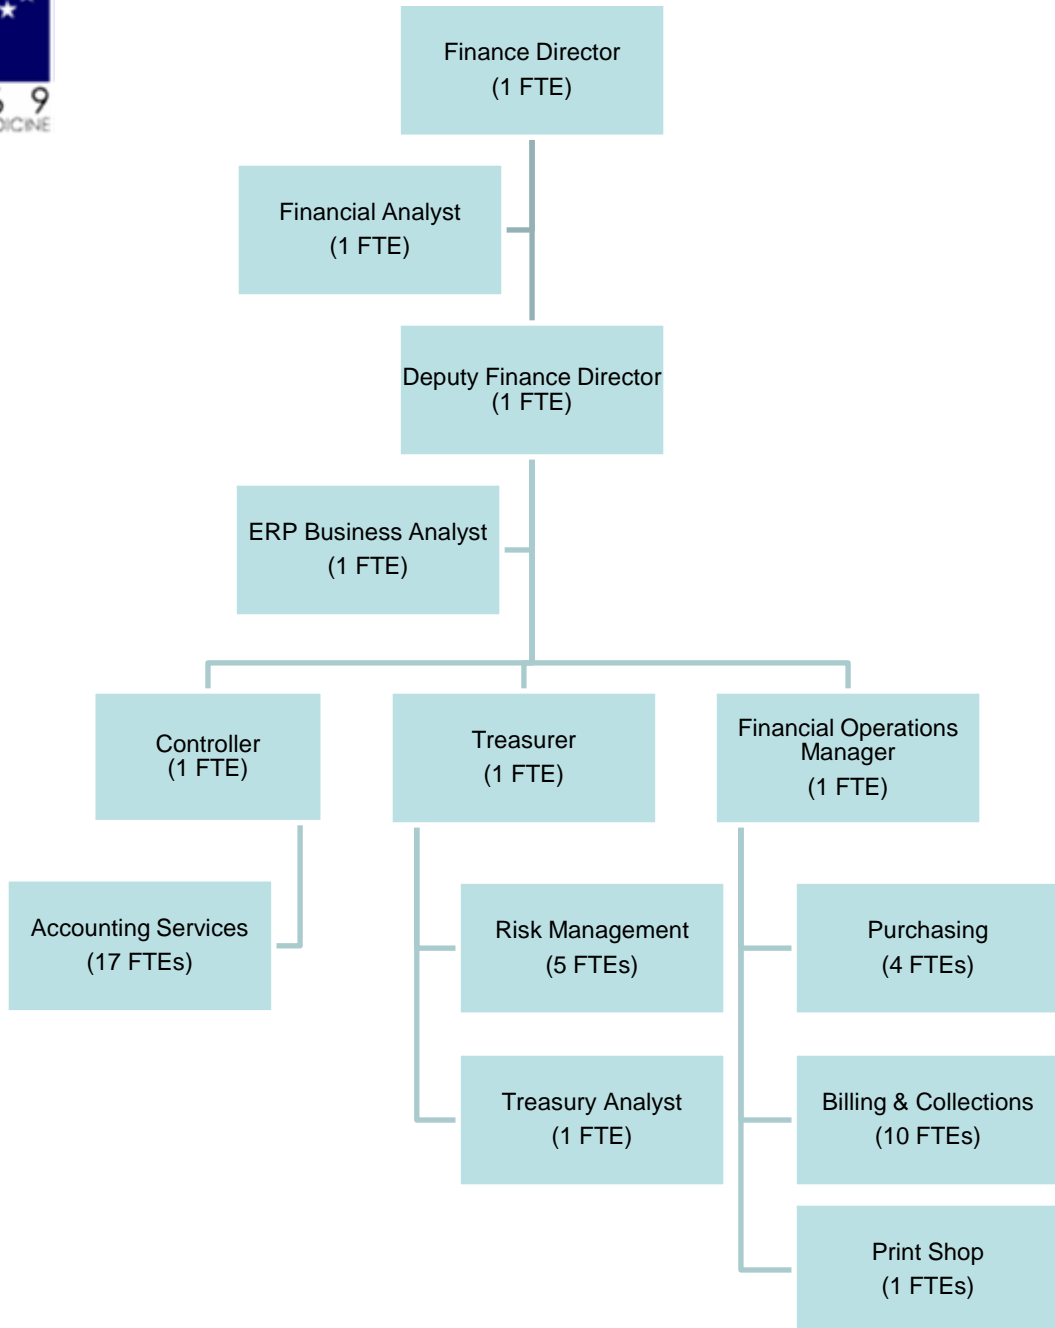 9
DICINE
Finance Director
(1 FTE)
Financial Analyst
(1 FTE)
Deputy Finance Director
(1 FTE)
ERP Business Analyst
(1 FTE)
Controller
(1 FTE)
Treasurer
(1 FTE)
Financial Operations
Manager
(1 FTE)
Accounting Services
(17 FTEs)
Risk Management
(5 FTEs)
Purchasing
(4 FTEs)
Treasury Analyst
(1 FTE)
Billing & Collections
(10 FTEs)
Print Shop
(1 FTEs)